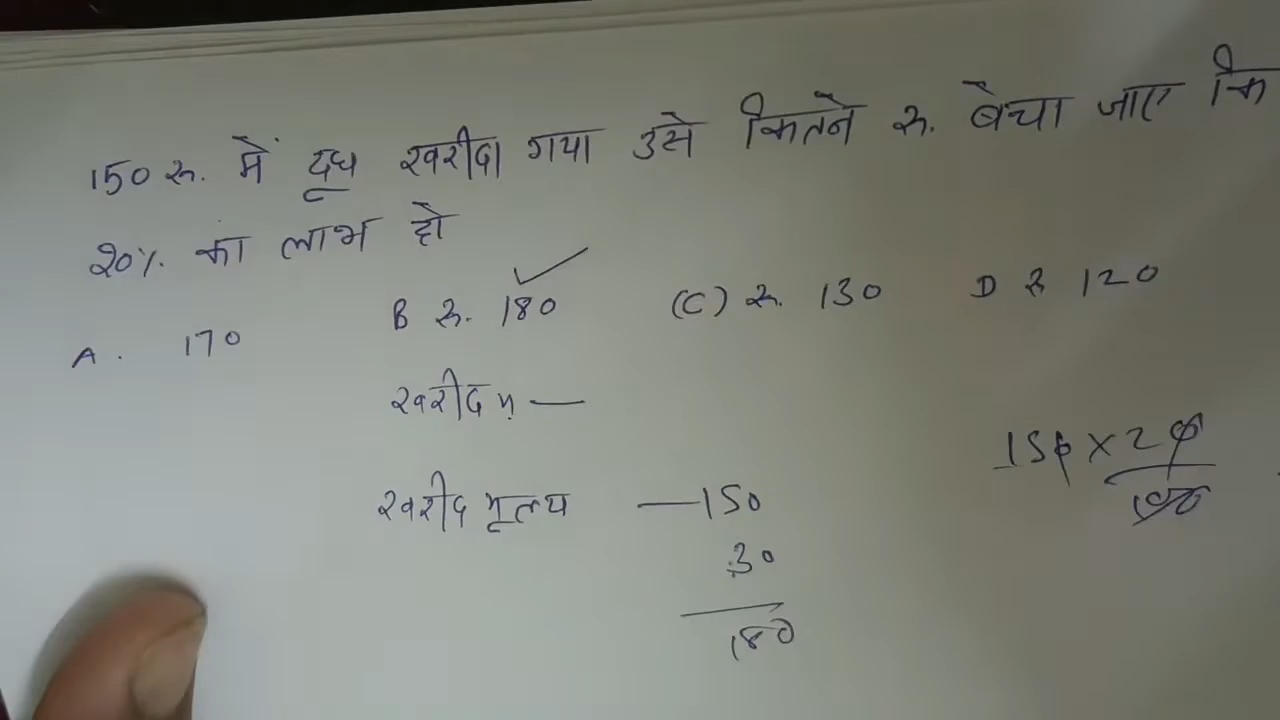 150 रू. में दूध खरीदा गया उसे कितने रू. बेचा जाए कि
20% का लाभ हो
A. 170 B रू. 180 (C) रू. 130 D रू 120
खरीद म —
खरीद मूल्य — 150
30
180
150 × 20
100